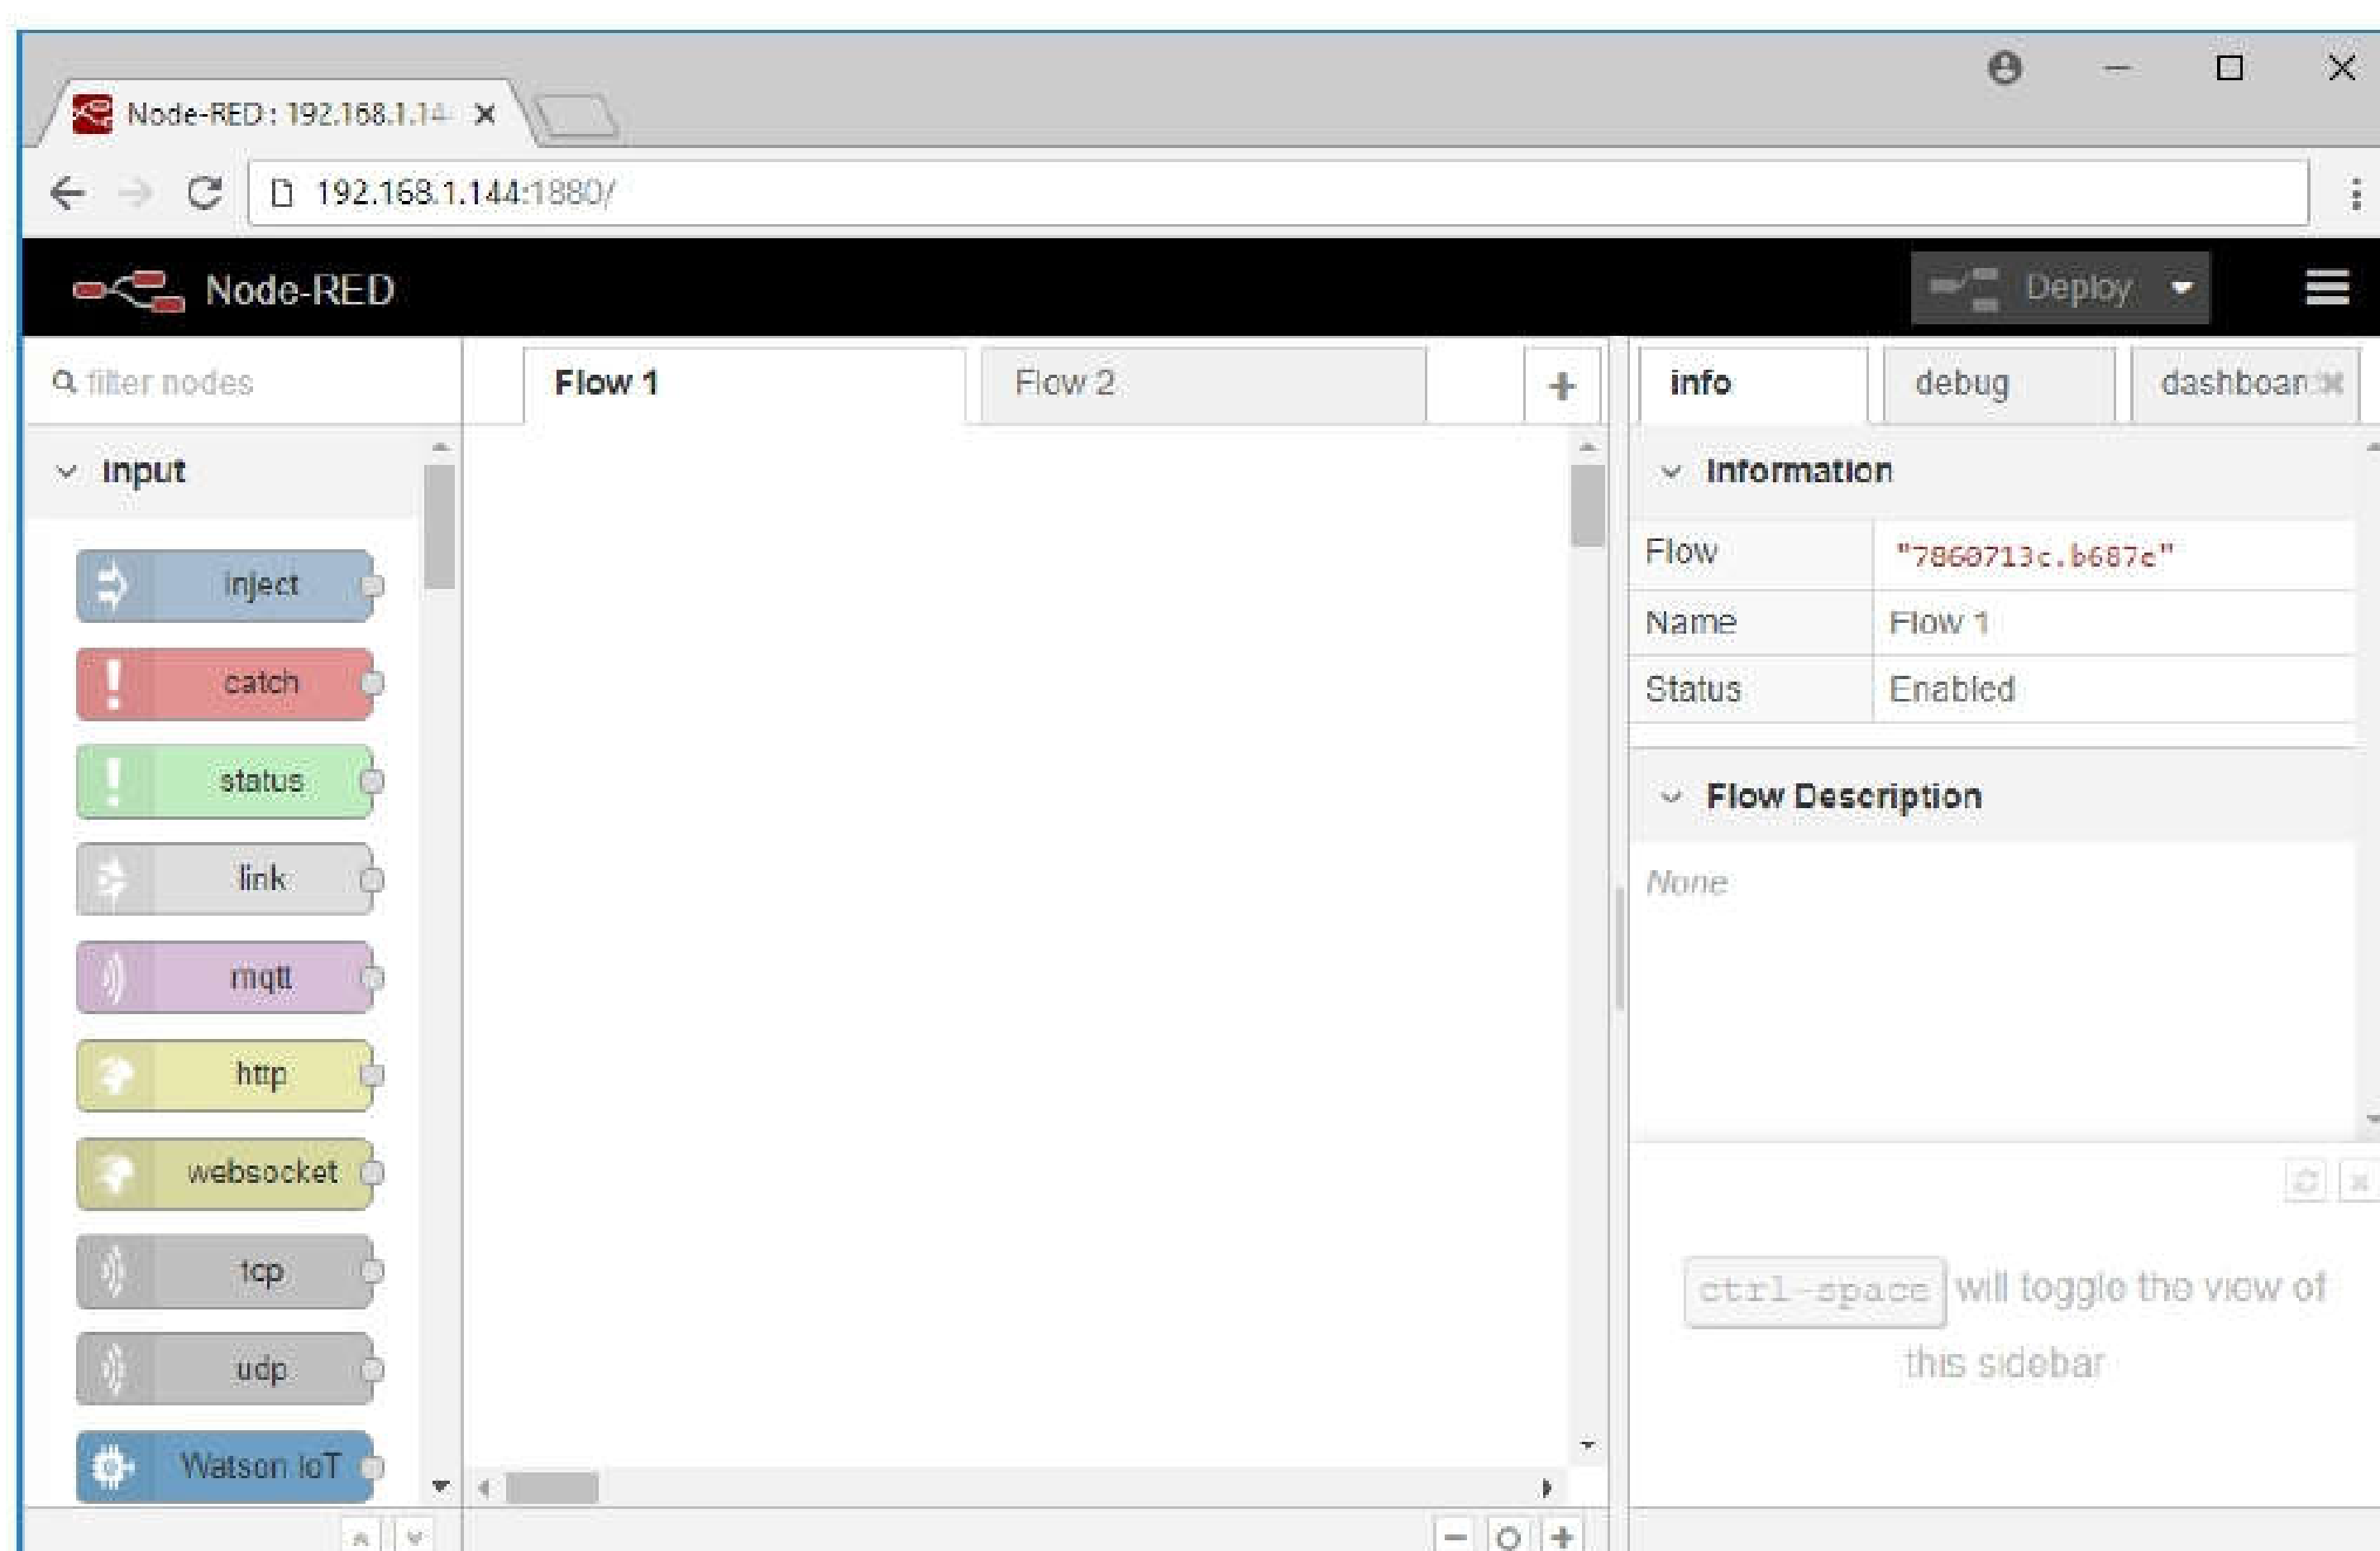 Node-RED : 192.168.1.14
192.168.1.144:1880/
Node-RED
Deploy
filter nodes
Flow 1
Flow 2
info
debug
dashboar
input
inject
catch
status
link
mqtt
http
websocket
tcp
udp
Watson IoT
Information
Flow "7860713c.b687e"
Name Flow 1
Status Enabled
Flow Description
None
ctrl-space will toggle the view of
this sidebar